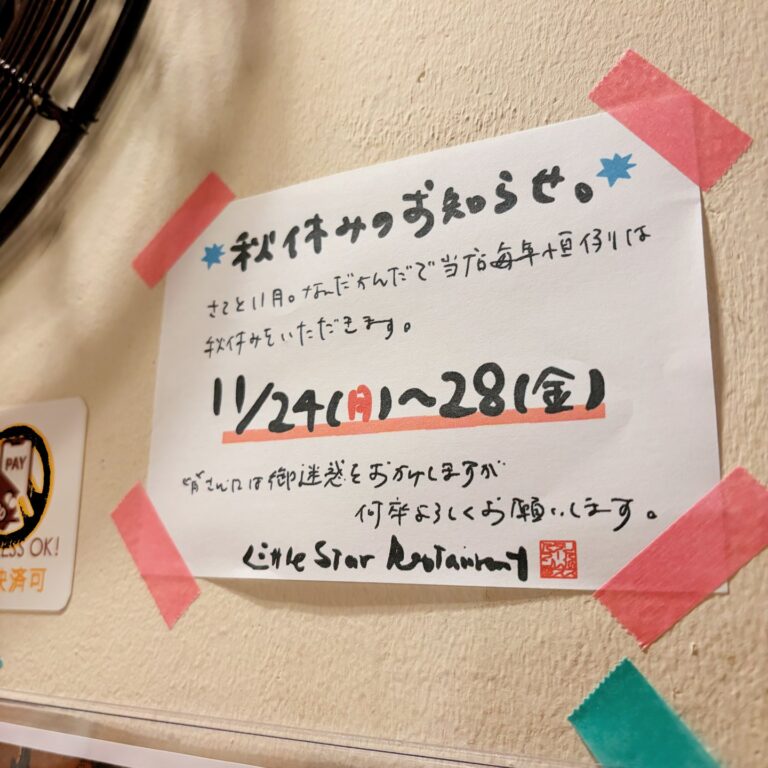 秋休みのお知らせ。
さてと11月。なんだかんだで当店毎年恒例は
秋休みをいただきます。
11/24(月)〜28(金)
皆さんには御迷惑をおかけしますが
何卒よろしくお願いします。
Little Star Restaurant
PAY
ESS OK!
決済可